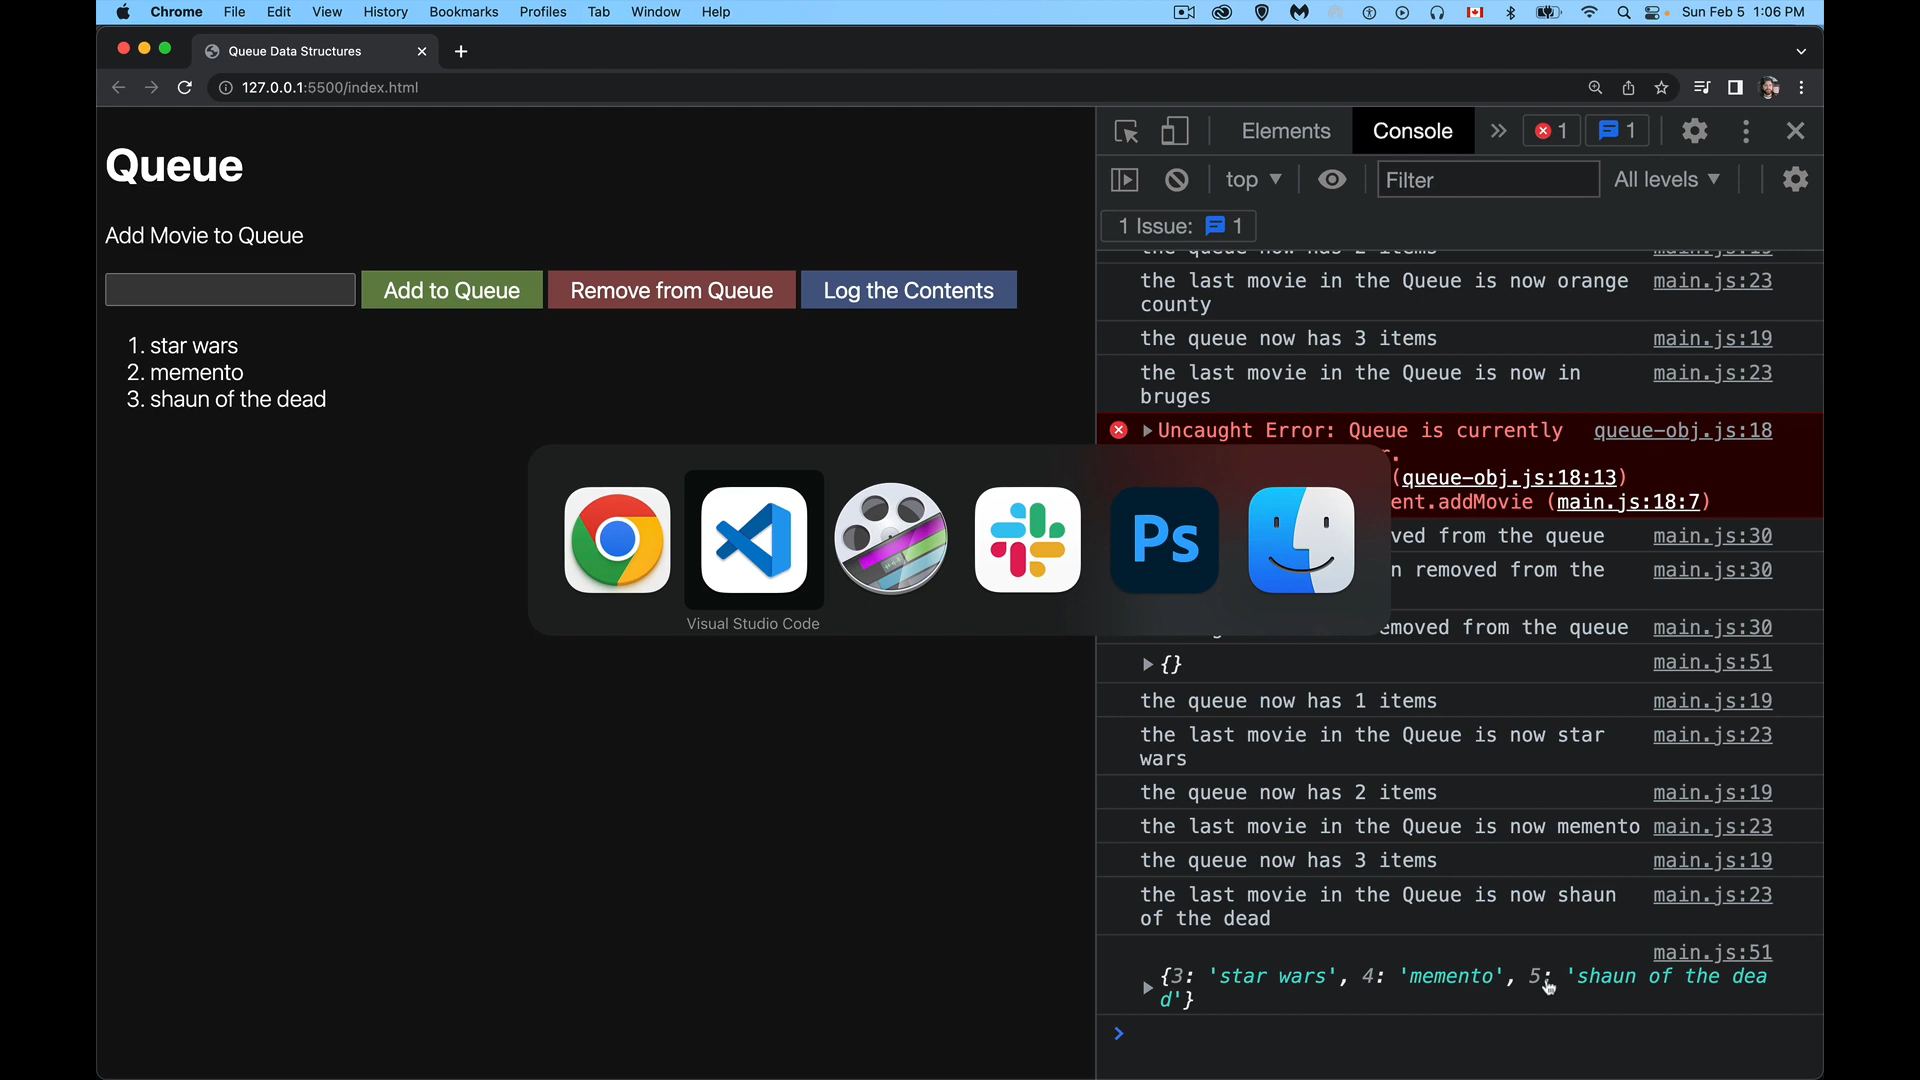 Chrome File Edit View History Bookmarks Profiles Tab Window Help Sun Feb 5 1:06 PM
Queue Data Structures
127.0.0.1:5500/index.html
Queue
Add Movie to Queue
Add to Queue Remove from Queue Log the Contents
1. star wars
2. memento
3. shaun of the dead
Visual Studio Code
Ps
Elements Console 1 1
top Filter All levels
1 Issue: 1
the queue now has 2 items main.js:19
the last movie in the Queue is now orange main.js:23
county
the queue now has 3 items main.js:19
the last movie in the Queue is now in main.js:23
bruges
Uncaught Error: Queue is currently queue-obj.js:18
r.
(queue-obj.js:18:13)
ent.addMovie (main.js:18:7)
ved from the queue main.js:30
n removed from the main.js:30
emoved from the queue main.js:30
{} main.js:51
the queue now has 1 items main.js:19
the last movie in the Queue is now star main.js:23
wars
the queue now has 2 items main.js:19
the last movie in the Queue is now memento main.js:23
the queue now has 3 items main.js:19
the last movie in the Queue is now shaun main.js:23
of the dead
main.js:51
{3: 'star wars', 4: 'memento', 5: 'shaun of the dea
d'}